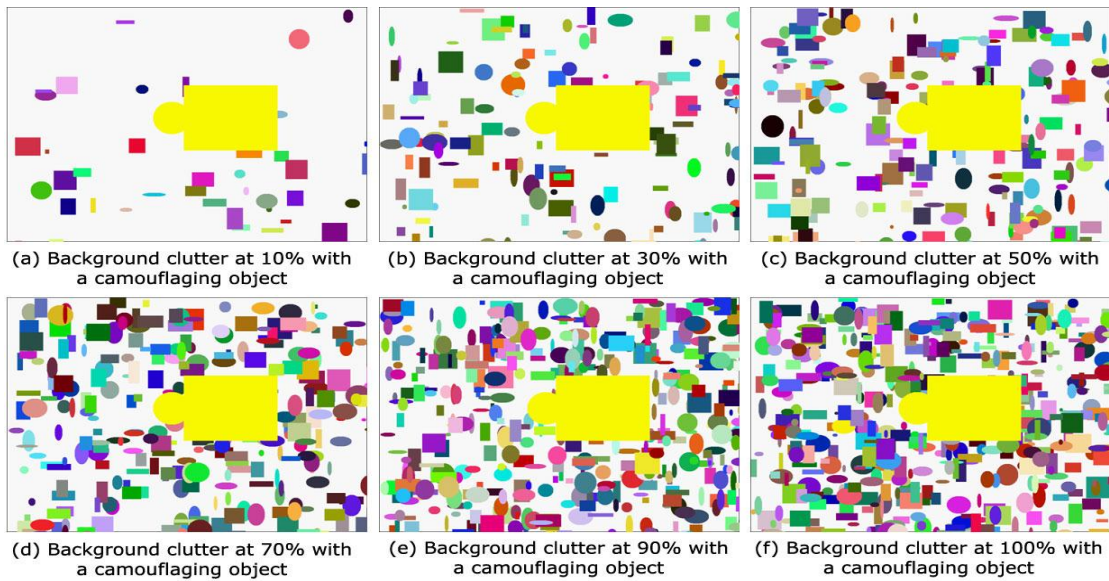 (a) Background clutter at 10% with
a camouflaging object
(b) Background clutter at 30% with
a camouflaging object
(c) Background clutter at 50% with
a camouflaging object
(d) Background clutter at 70% with
a camouflaging object
(e) Background clutter at 90% with
a camouflaging object
(f) Background clutter at 100% with
a camouflaging object